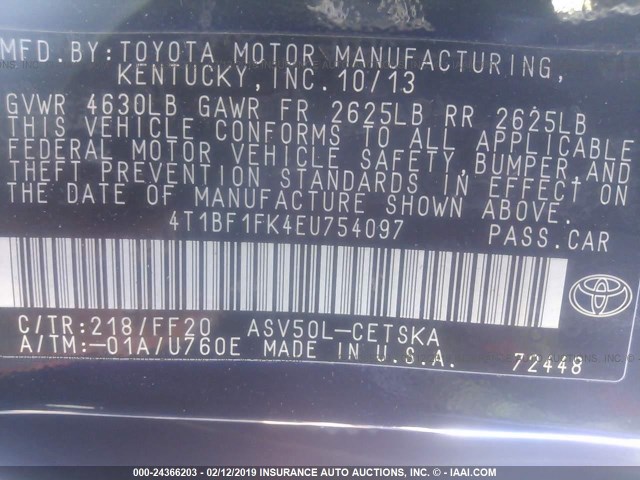 MFD.BY:TOYOTA MOTOR MANUFACTURING,
KENTUCKY,INC.10/13
GVWR 4630LB GAWR FR 2625LB RR 2625LB
THIS VEHICLE CONFORMS TO ALL APPLICABLE
FEDERAL MOTOR VEHICLE SAFETY,BUMPER,AND
THEFT PREVENTION STANDARDS IN EFFECT ON
THE DATE OF MANUFACTURE SHOWN ABOVE.
4T1BF1FK4EU754097 PASS.CAR
C/TR:218/FF20 ASV50L-CETSKA
A/TM:-01A/U760E MADE IN U.S.A. 72448
TOYOTA
000-24366203 - 02/12/2019 INSURANCE AUTO AUCTIONS, INC. - © IAAI.COM